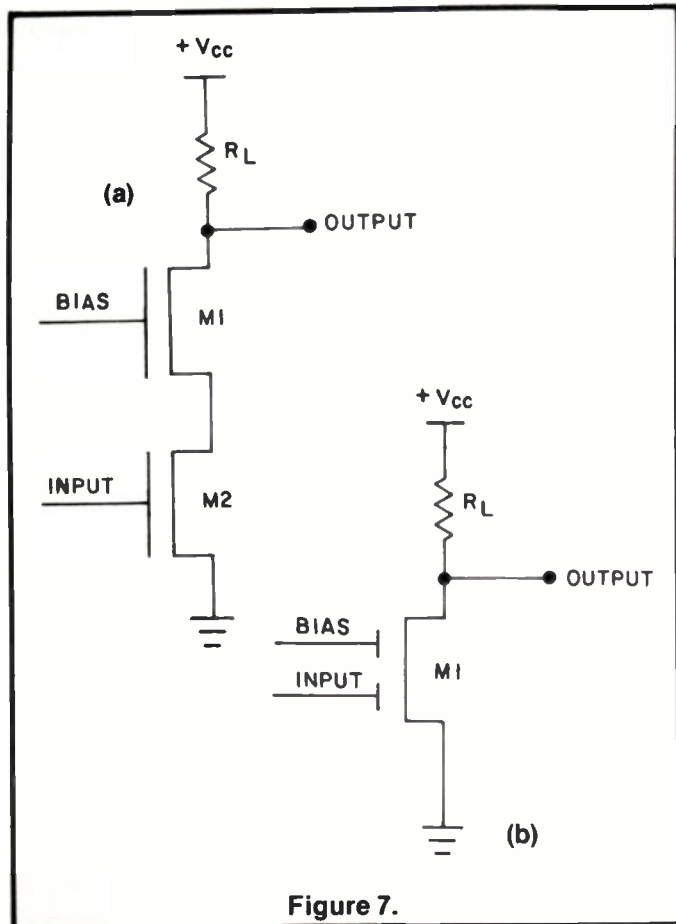 + Vcc
RL
(a)
OUTPUT
BIAS
M1
INPUT
M2
+ Vcc
RL
OUTPUT
BIAS
INPUT
M1
(b)
Figure 7.